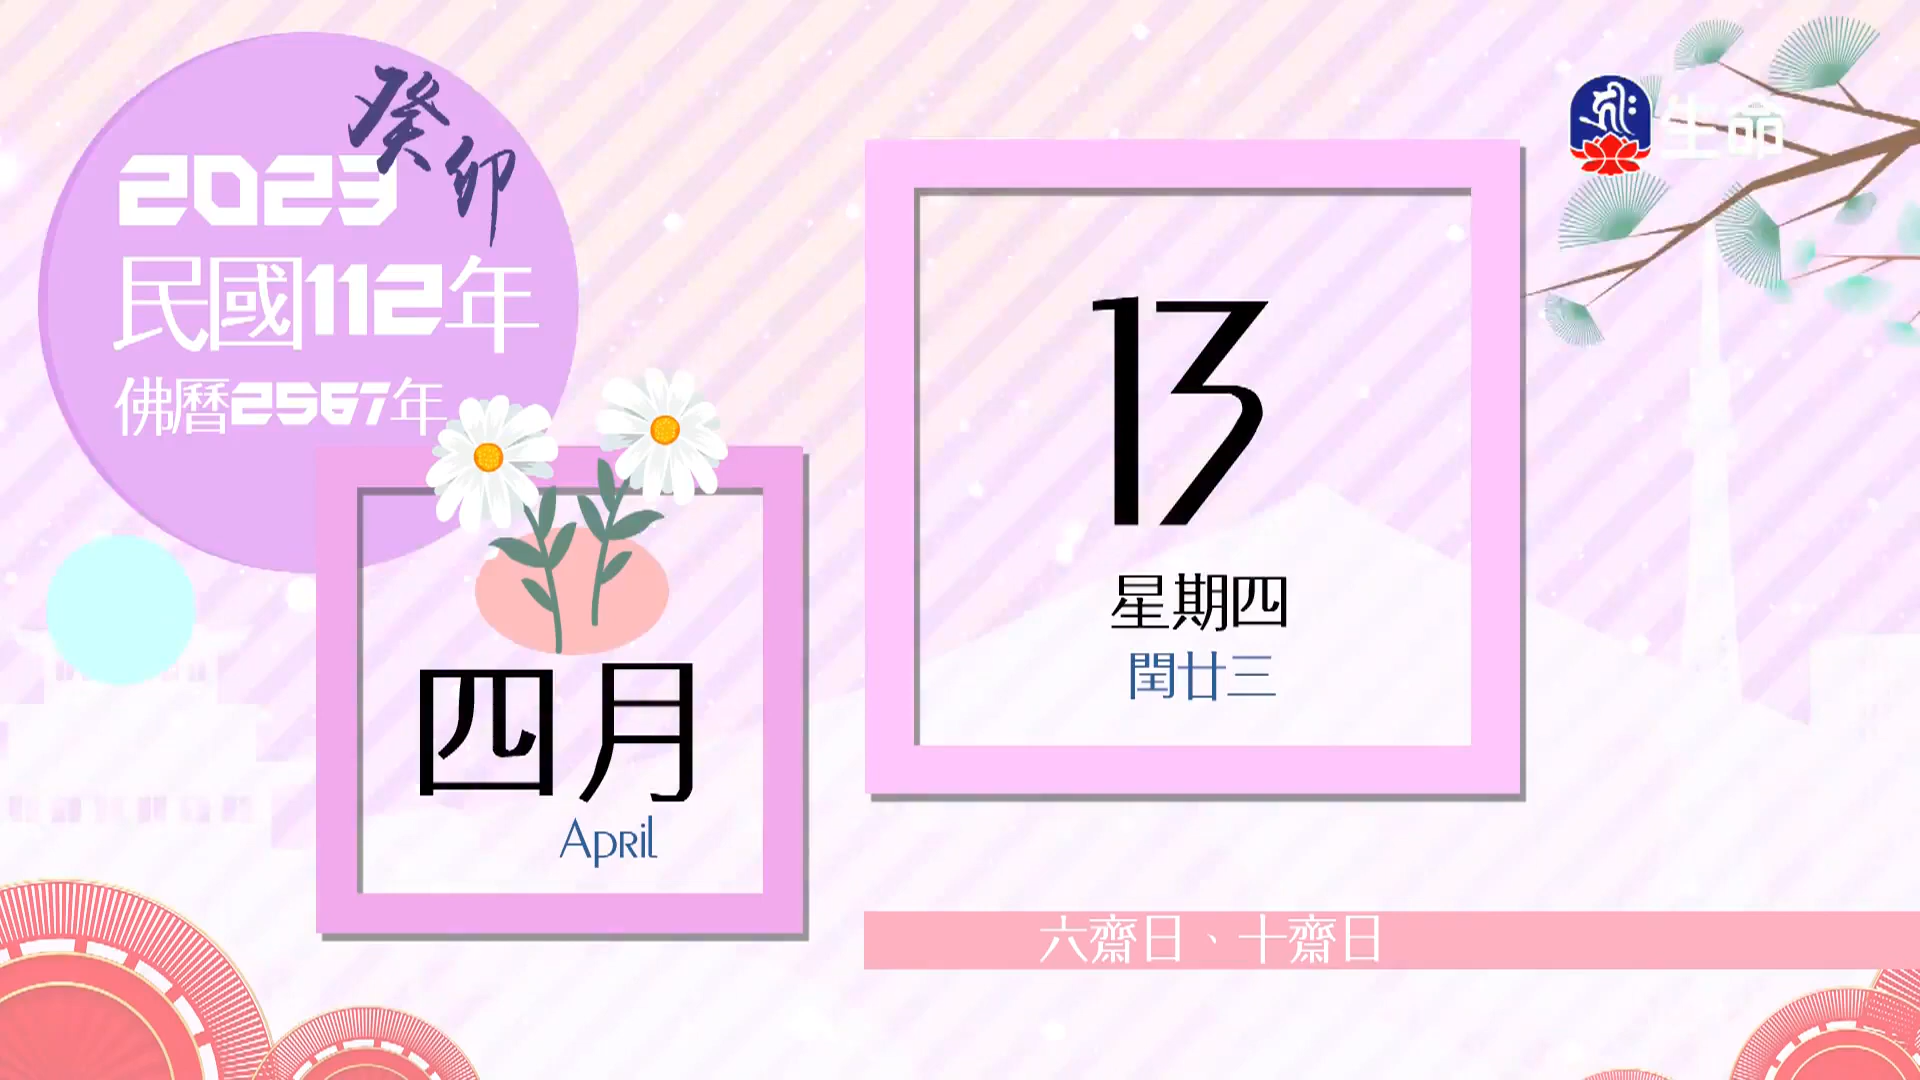 癸卯
2023
民國112年
佛曆2567年
四月
April
13
星期四
閏廿三
六齋日、十齋日
生命